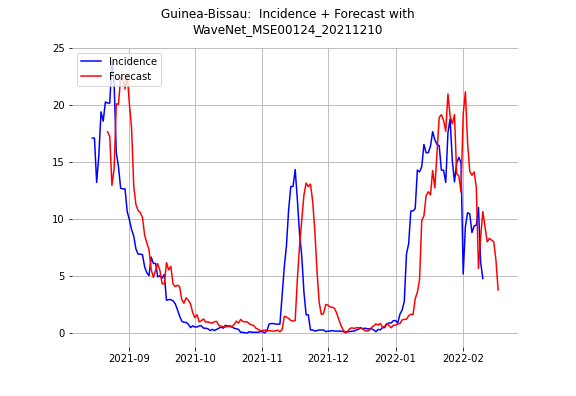 Guinea-Bissau:  Incidence + Forecast with
WaveNet_MSE00124_20211210
25
Incidence
Forecast
20
15
10
5
0
2021-09 2021-10 2021-11 2021-12 2022-01 2022-02